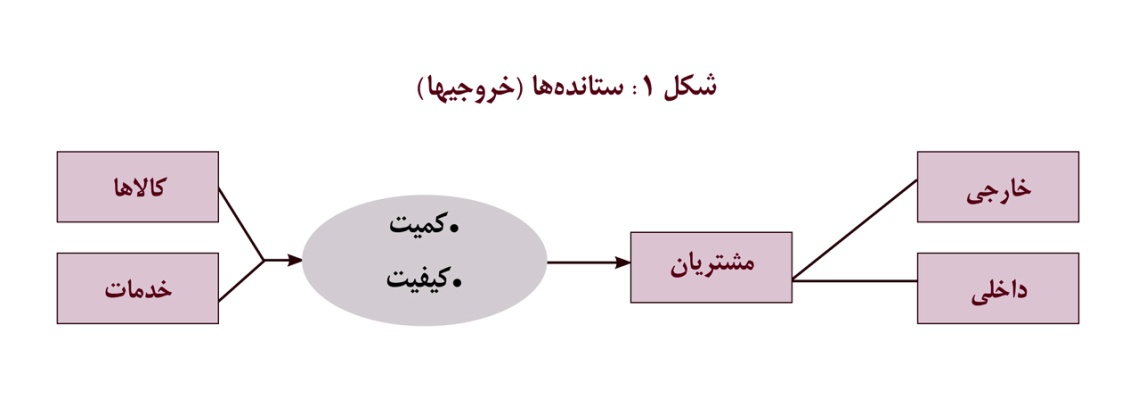 شکل ۱: ستانده‌ها (خروجیها)
کالاها
خدمات
•کمیت
•کیفیت
مشتریان
خارجی
داخلی